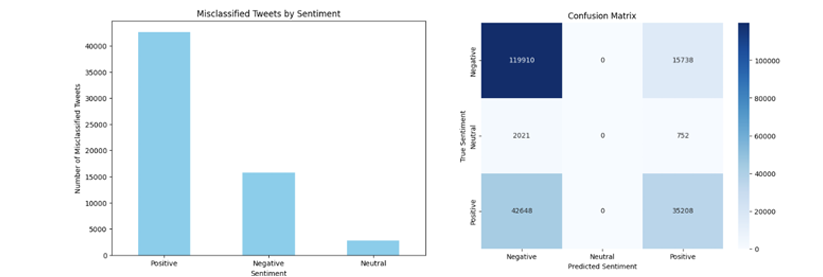 Misclassified Tweets by Sentiment
Number of Misclassified Tweets
40000
35000
30000
25000
20000
15000
10000
5000
0
Positive Negative Neutral
Sentiment
Confusion Matrix
True Sentiment
Negative
Neutral
Positive
119910 0 15738
2021 0 752
42648 0 35208
Negative Neutral Positive
Predicted Sentiment
100000
80000
60000
40000
20000
0